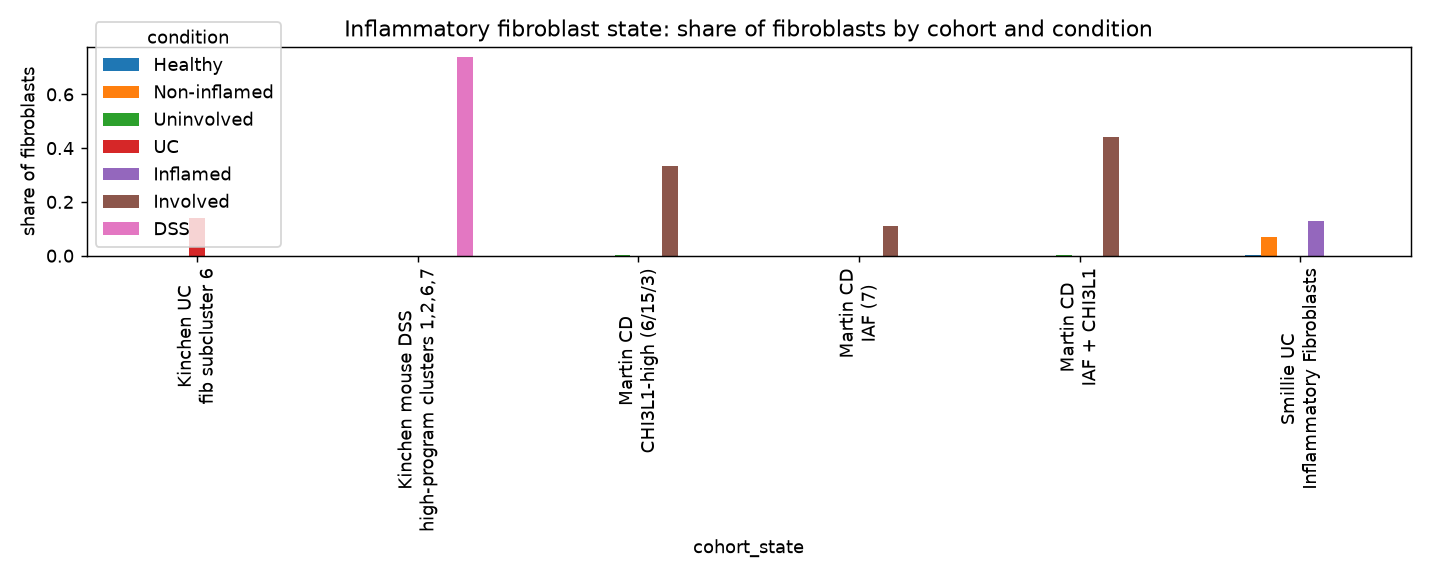 Inflammatory fibroblast state: share of fibroblasts by cohort and condition
condition
Healthy
Non-inflamed
Uninvolved
UC
Inflamed
Involved
DSS
share of fibroblasts
0.6
0.4
0.2
0.0
Kinchen UC
fib subcluster 6
Kinchen mouse DSS
high-program clusters 1,2,6,7
Martin CD
CHI3L1-high (6/15/3)
Martin CD
IAF (7)
Martin CD
IAF + CHI3L1
Smillie UC
Inflammatory Fibroblasts
cohort_state